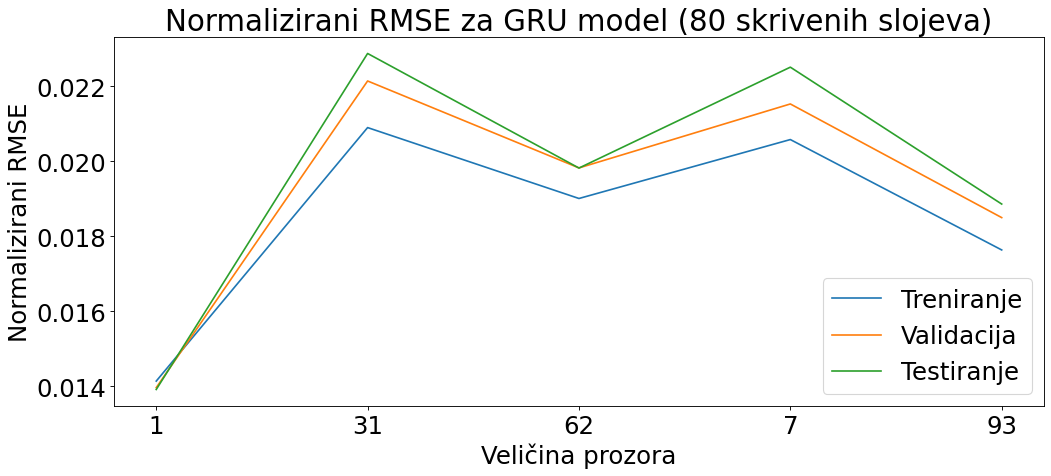 Normalizirani RMSE za GRU model (80 skrivenih slojeva)
Normalizirani RMSE
0.022
0.020
0.018
0.016
0.014
Treniranje
Validacija
Testiranje
1 31 62 7 93
Veličina prozora